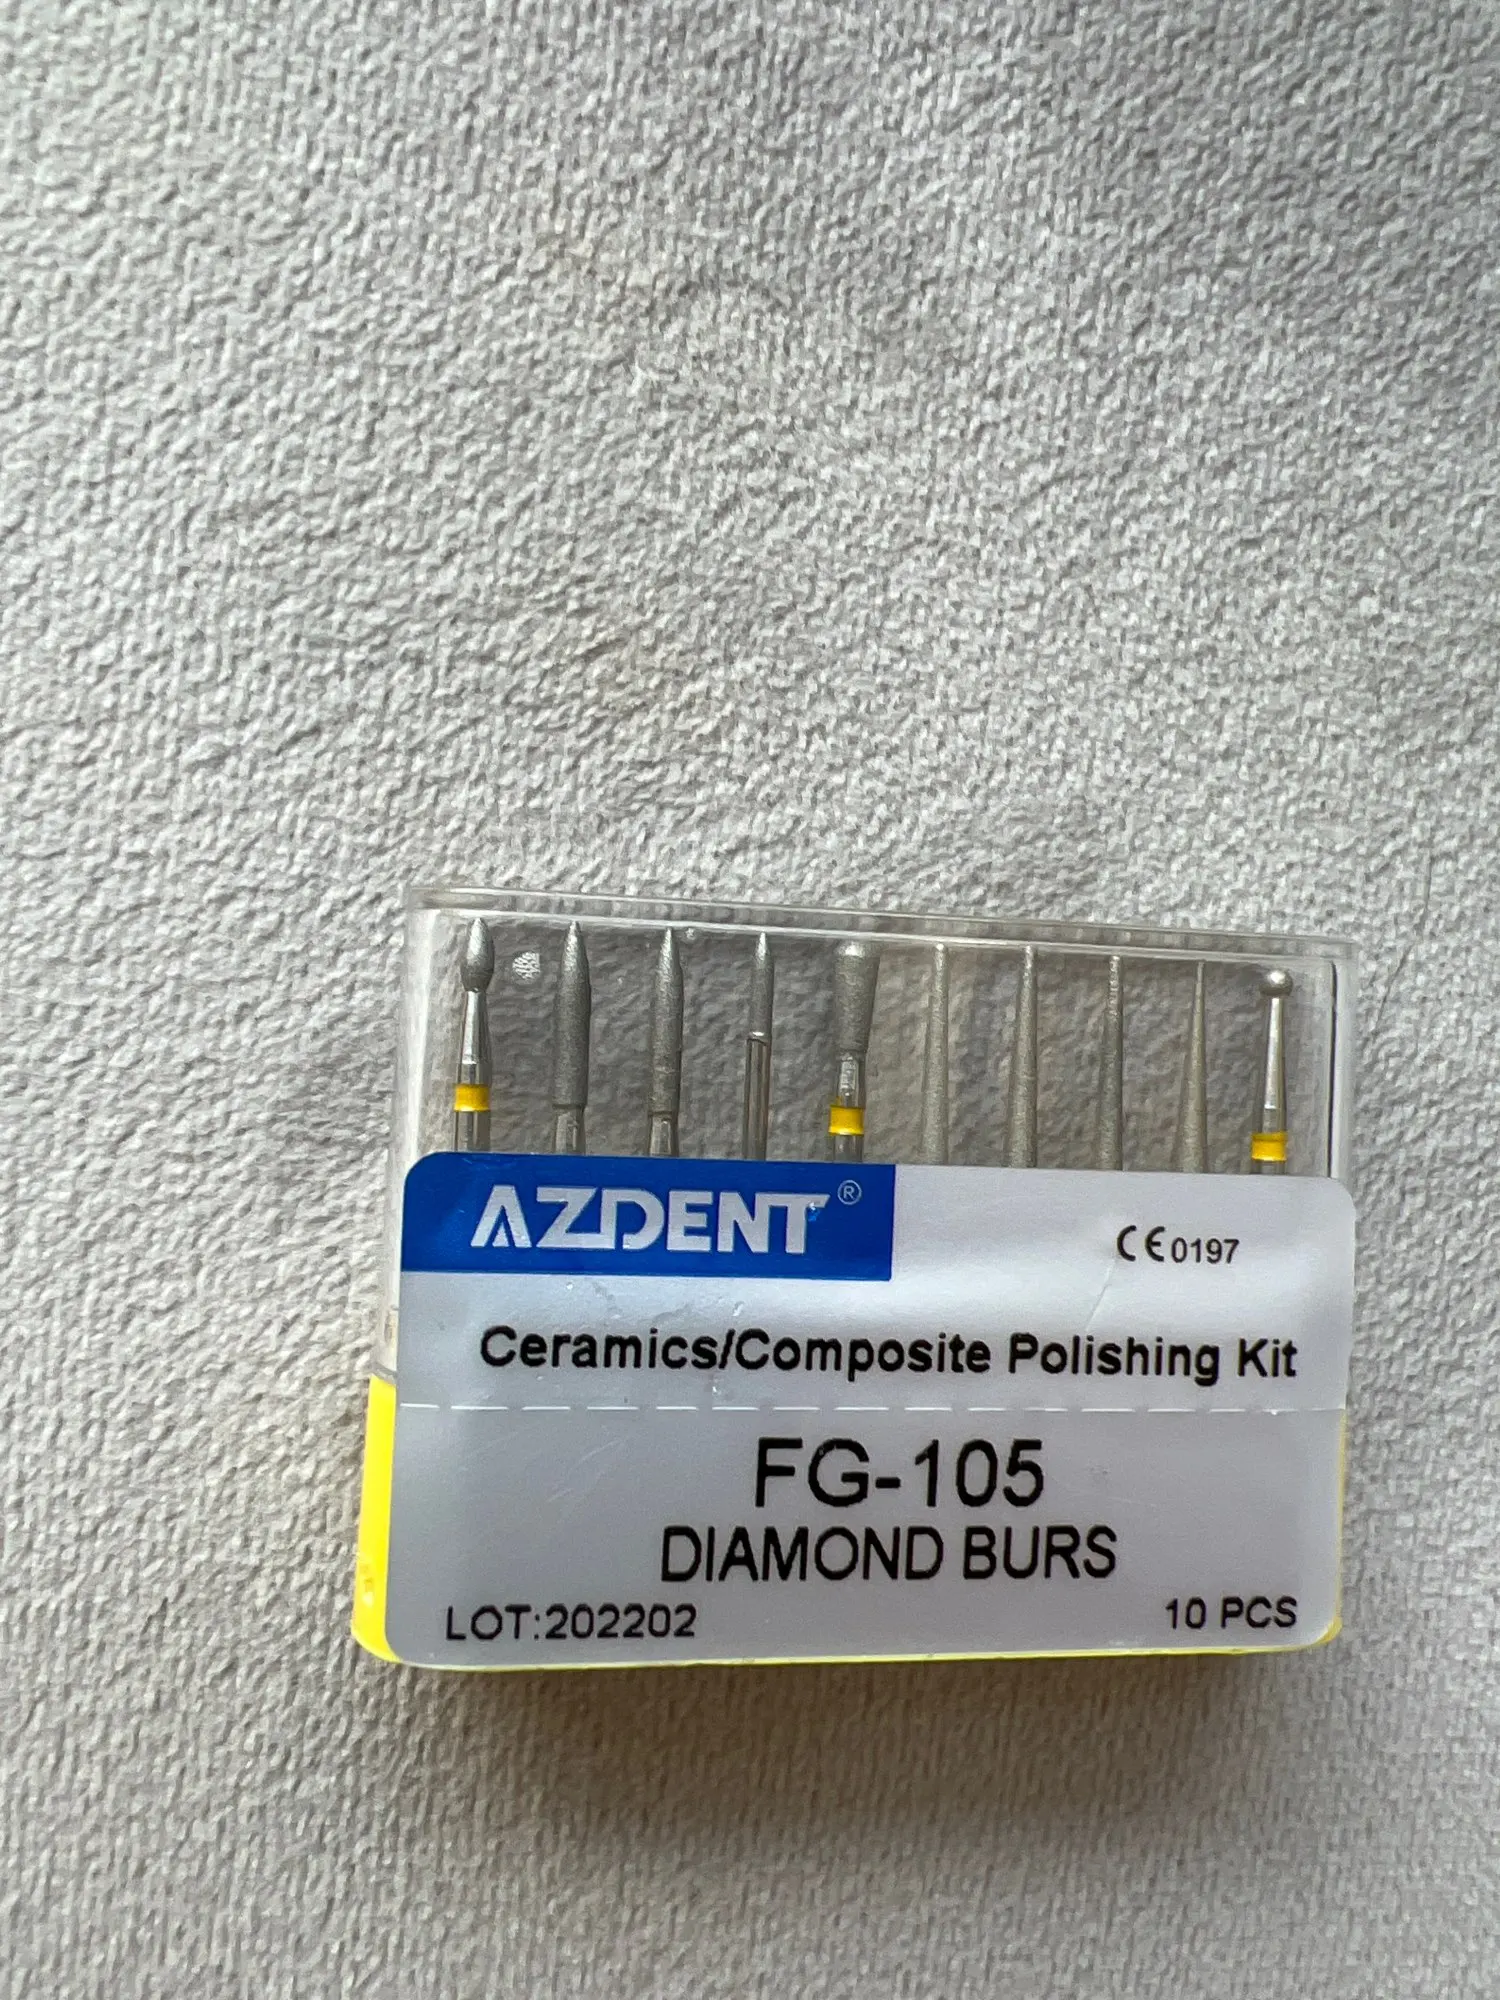 AZDENT®
CE0197
Ceramics/Composite Polishing Kit
FG-105
DIAMOND BURS
LOT:202202
10 PCS